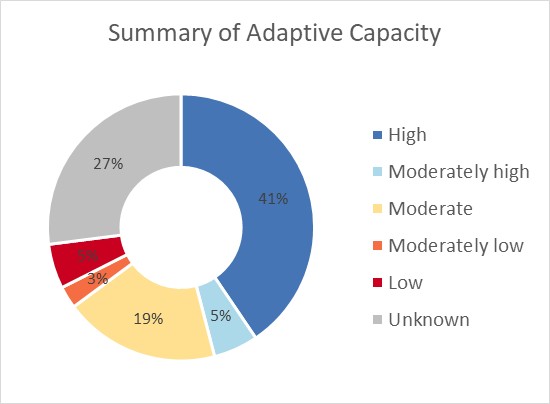 Summary of Adaptive Capacity
27%
41%
5%
3%
19%
5%
High
Moderately high
Moderate
Moderately low
Low
Unknown